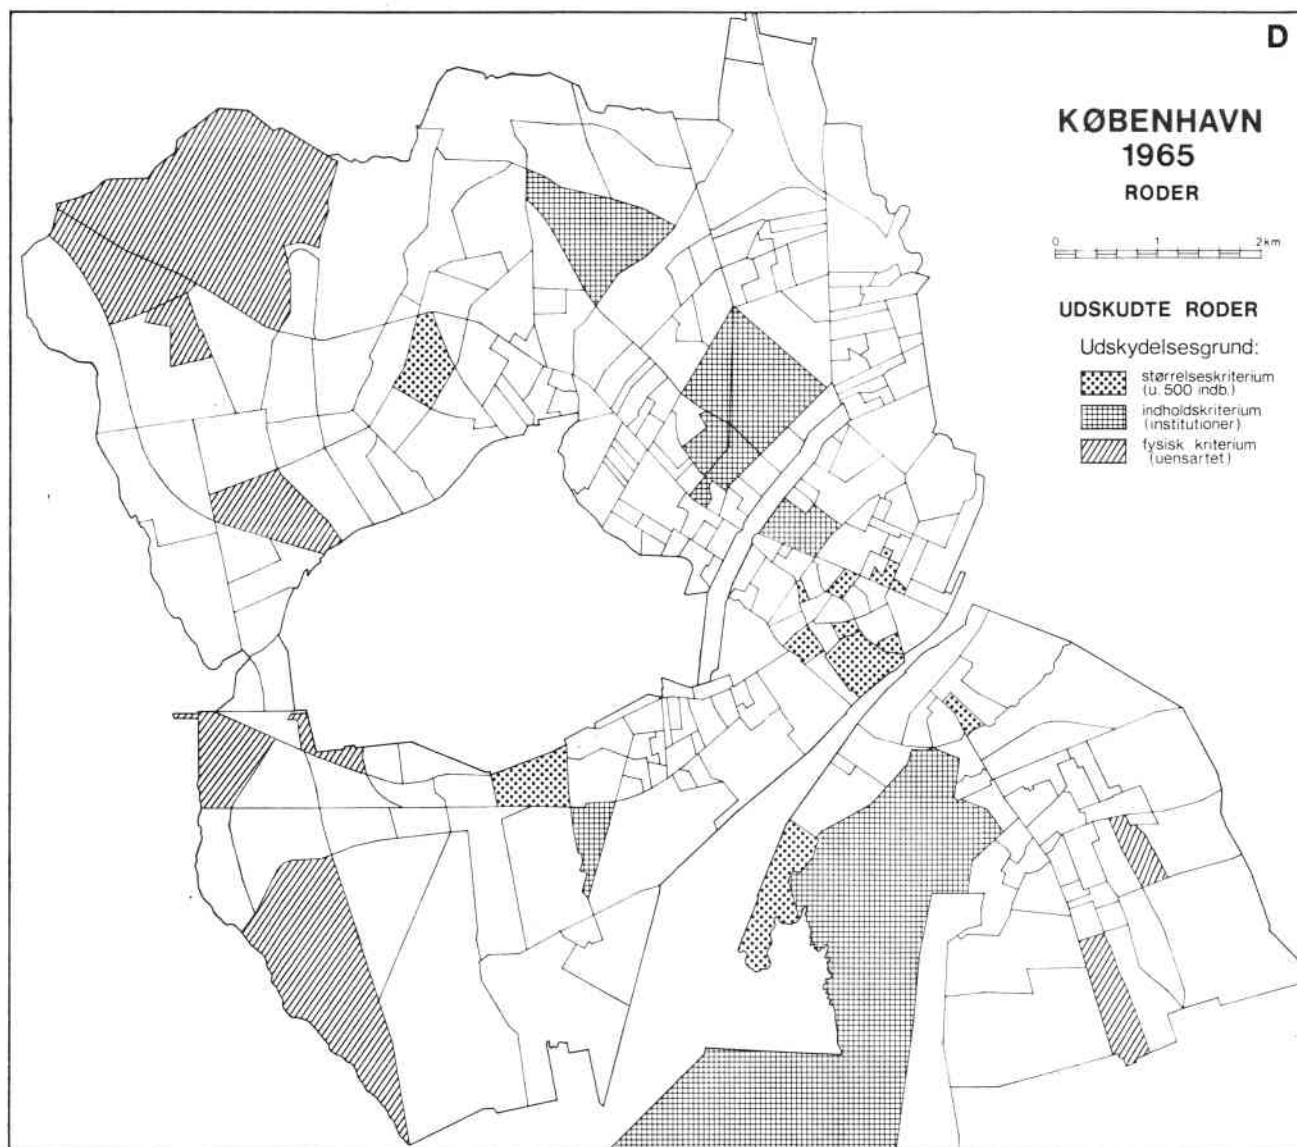 D
KØBENHAVN
1965
RODER
0 1 2km
UDSKUDTE RODER
Udskydelsesgrund:
størrelseskriterium
(u. 500 indb.)
indholdskriterium
(institutioner)
fysisk kriterium
(uensartet)